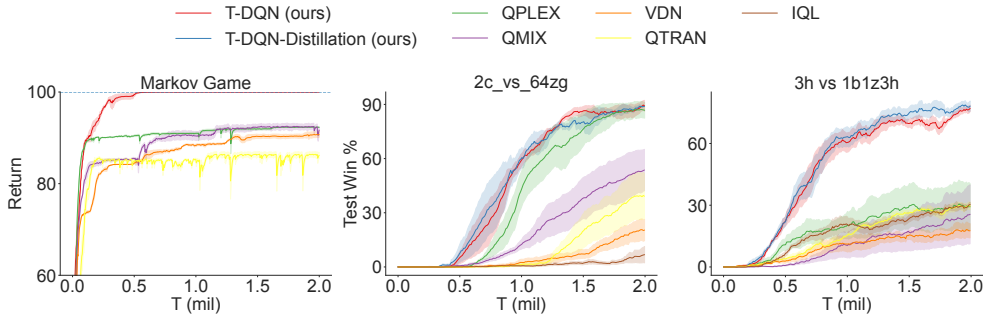 T-DQN (ours) QPLEX VDN IQL
T-DQN-Distillation (ours) QMIX QTRAN
Markov Game 2c_vs_64zg 3h vs 1b1z3h
Return
100
90
80
70
60
0.0 0.5 1.0 1.5 2.0
T (mil)
Test Win %
90
60
30
0
0.0 0.5 1.0 1.5 2.0
T (mil)
60
30
0
0.0 0.5 1.0 1.5 2.0
T (mil)